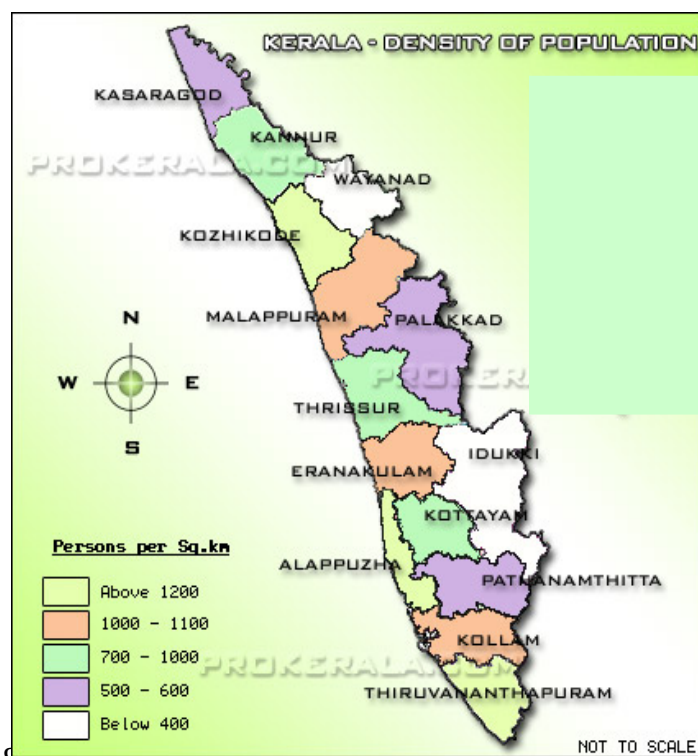 KERALA - DENSITY OF POPULATION
KASARAGOD
KANNUR
PROKERALA.COM
WAYANAD
KOZHIKODE
MALAPPURAM
PALAKKAD
N
W E
S
PROKERA
THRISSUR
IDUKKI
ERANAKULAM
KOTTAYAM
Persons per Sq.km
ALAPPUZHA
PATHANAMTHITTA
Above 1200
1000 - 1100
KOLLAM
700 - 1000
PROKERALA.COM
500 - 600
THIRUVANANTHAPURAM
Below 400
NOT TO SCALE